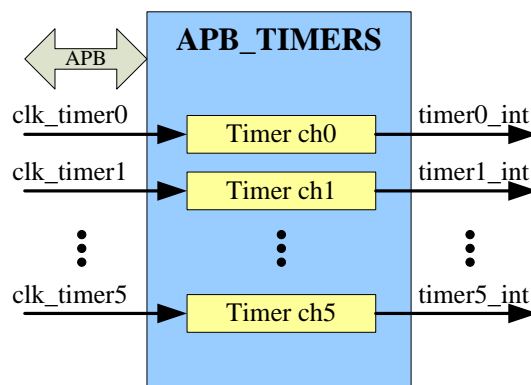 APB_TIMERS
APB
clk_timer0
Timer ch0
timer0_int
clk_timer1
Timer ch1
timer1_int
clk_timer5
Timer ch5
timer5_int